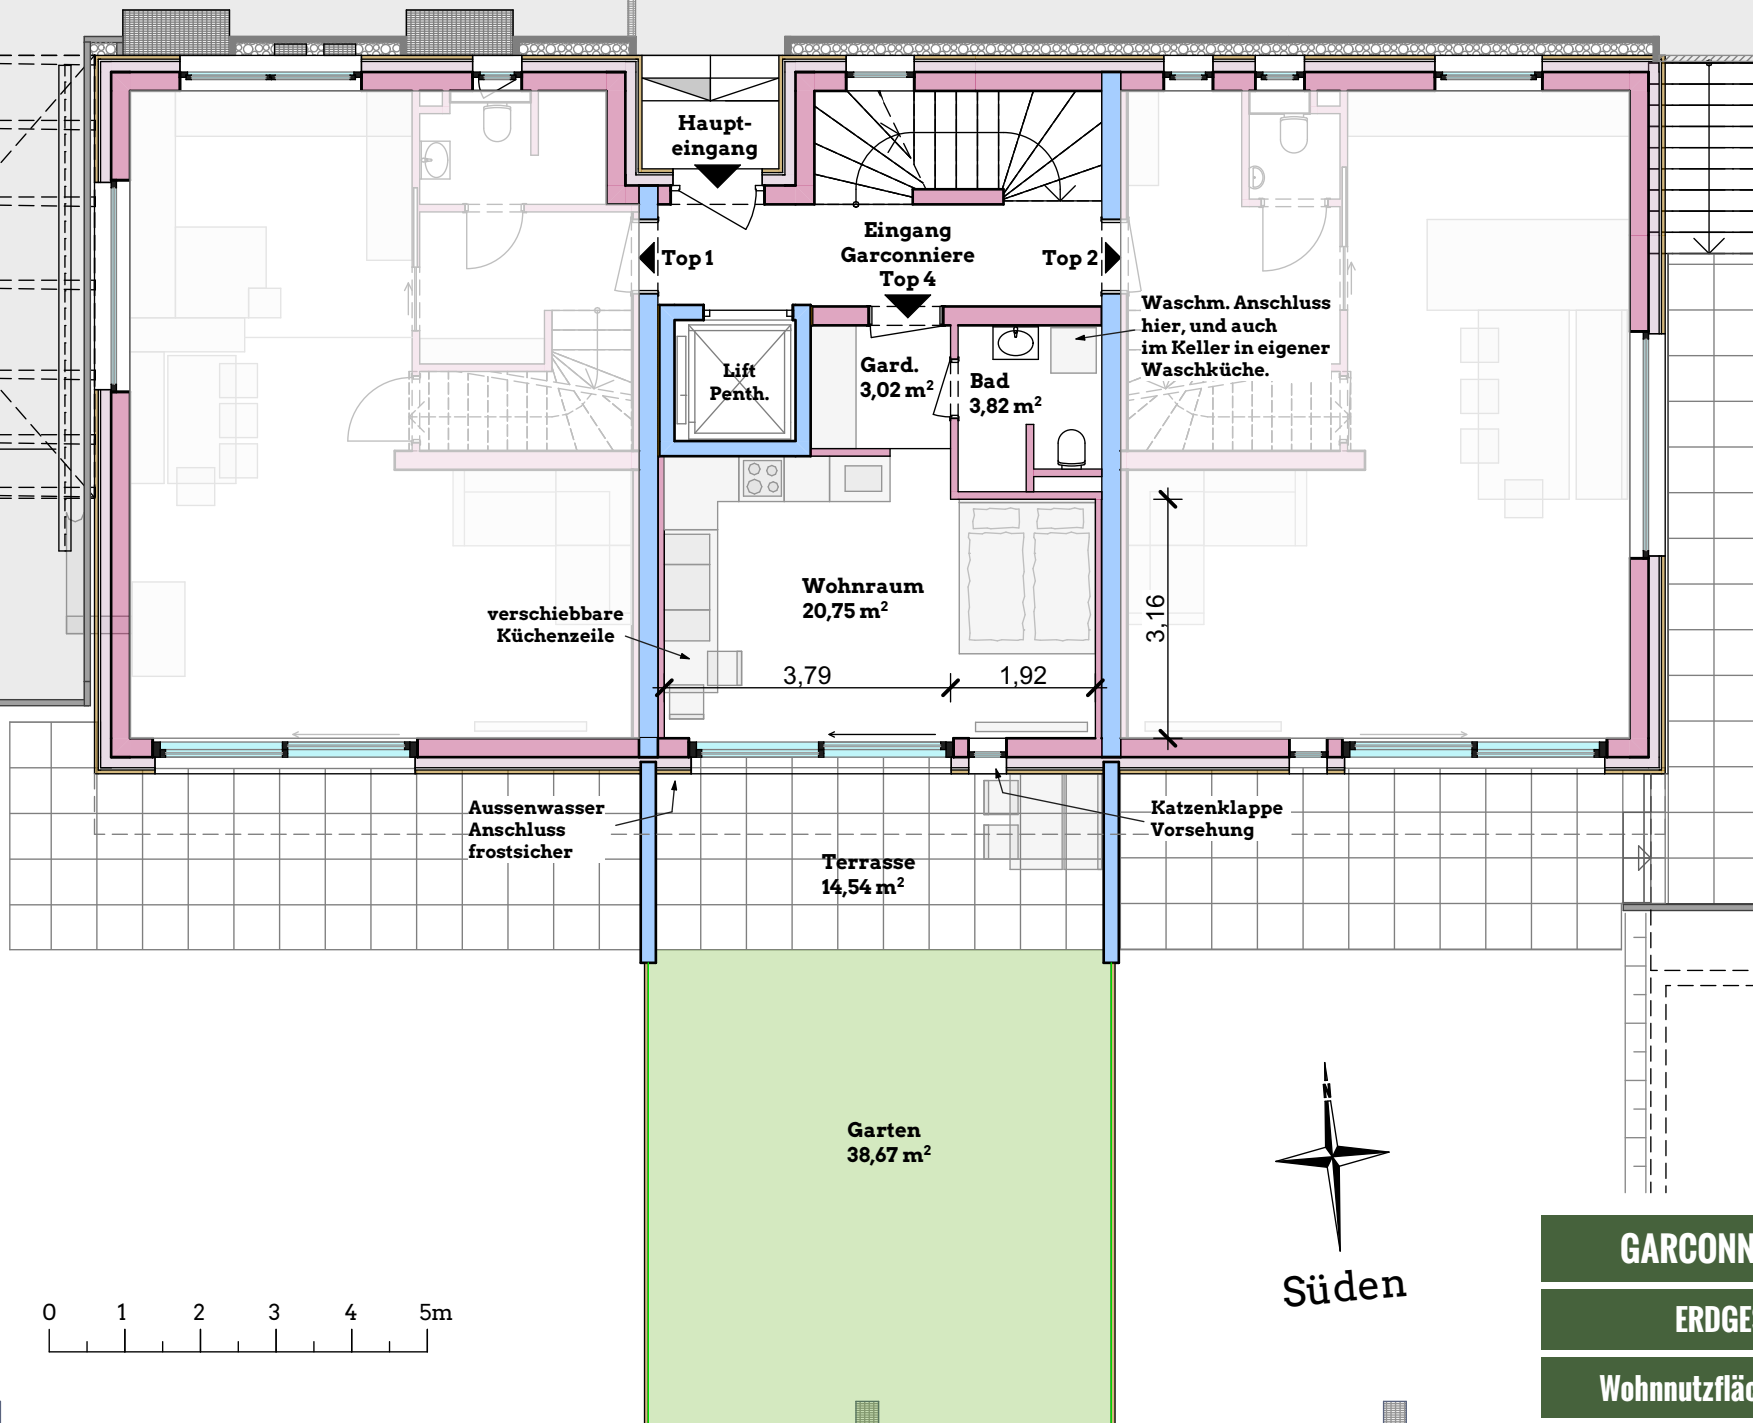 Haupt-
eingang
Eingang
Garconniere
Top 4
Top 1
Top 2
Waschm. Anschluss
hier, und auch
im Keller in eigener
Waschküche.
Lift
Penth.
Gard.
3,02 m²
Bad
3,82 m²
Wohnraum
20,75 m²
verschiebbare
Küchenzeile
3,16
3,79
1,92
Aussenwasser
Anschluss
frostsicher
Katzenklappe
Vorsehung
Terrasse
14,54 m²
Garten
38,67 m²
N
Süden
0 1 2 3 4 5m
GARCONN
ERDGE
Wohnnutzfläc